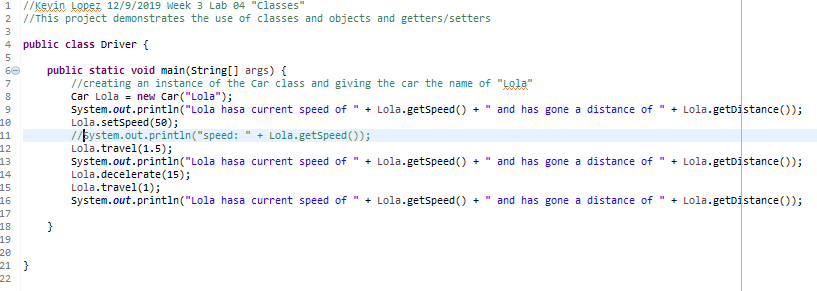 1 //Kevin Lopez 12/9/2019 Week 3 Lab 04 "Classes"
2 //This project demonstrates the use of classes and objects and getters/setters
3
4 public class Driver {
5
6 public static void main(String[] args) {
7 //creating an instance of the Car class and giving the car the name of "Lola"
8 Car Lola = new Car("Lola");
9 System.out.println("Lola hasa current speed of " + Lola.getSpeed() + " and has gone a distance of " + Lola.getDistance());
10 Lola.setSpeed(50);
11 //System.out.println("speed: " + Lola.getSpeed());
12 Lola.travel(1.5);
13 System.out.println("Lola hasa current speed of " + Lola.getSpeed() + " and has gone a distance of " + Lola.getDistance());
14 Lola.decelerate(15);
15 Lola.travel(1);
16 System.out.println("Lola hasa current speed of " + Lola.getSpeed() + " and has gone a distance of " + Lola.getDistance());
17
18 }
19
20
21 }
22